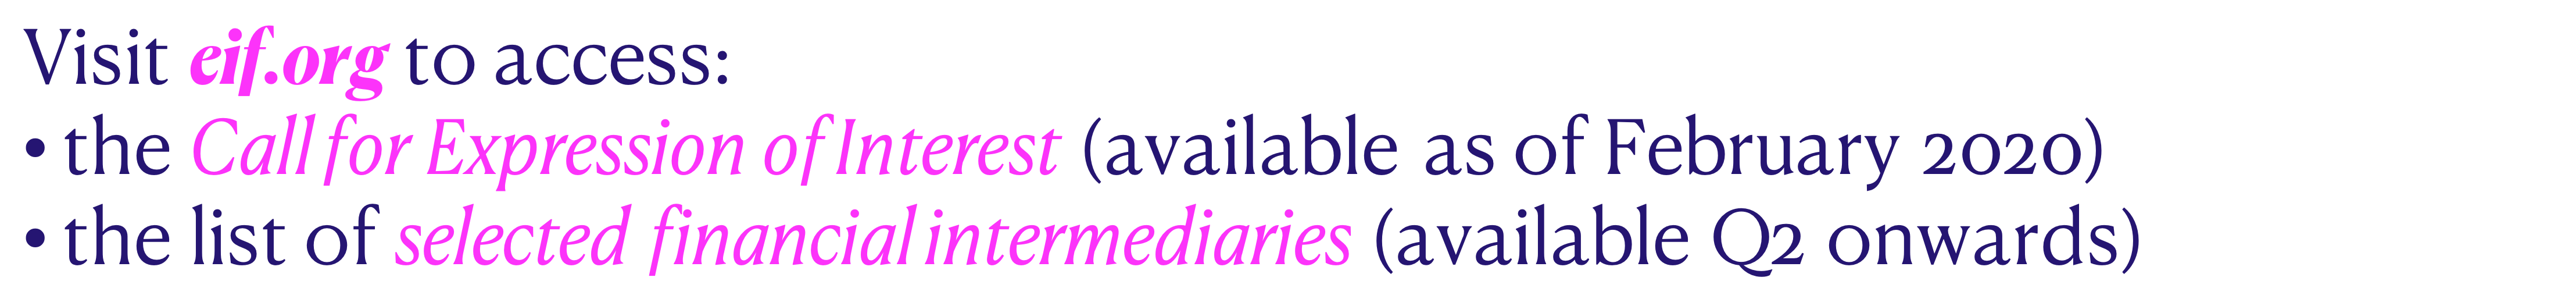 Visit eif.org to access:
• the Call for Expression of Interest (available as of February 2020)
• the list of selected financial intermediaries (available Q2 onwards)